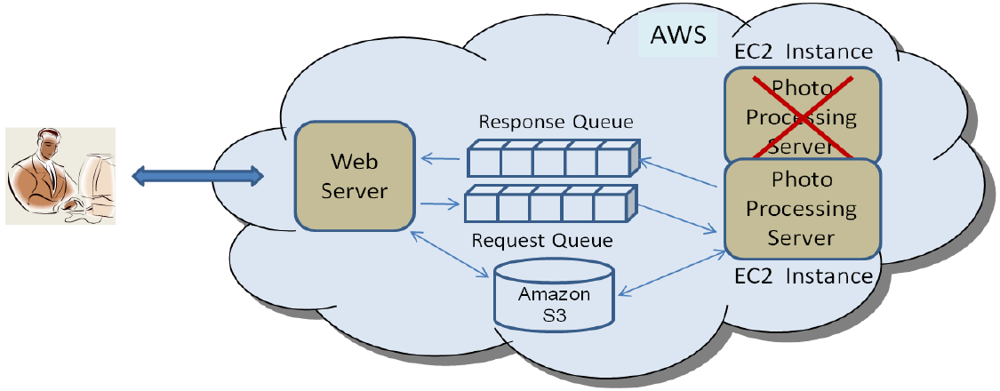 AWS
EC2 Instance
Photo
Processing
Server
Response Queue
Web
Server
Photo
Processing
Server
Request Queue
EC2 Instance
Amazon
S3